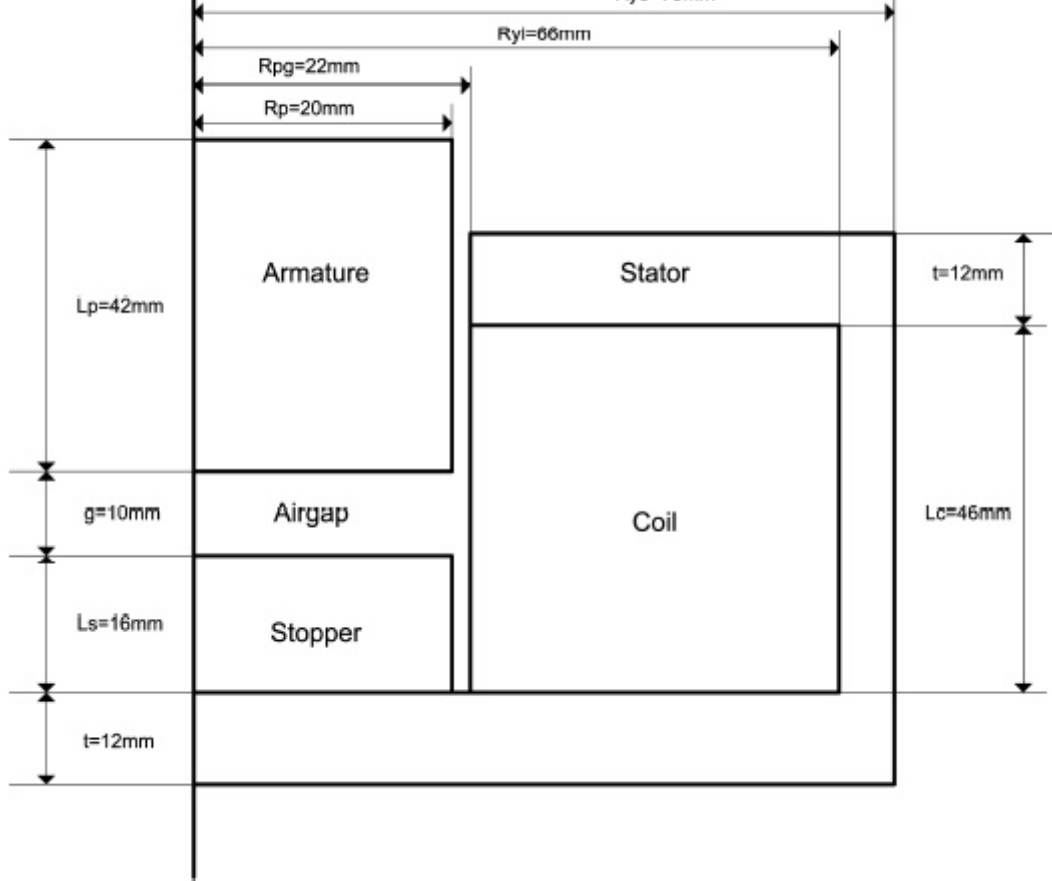 Ryi=66mm
Rpg=22mm
Rp=20mm
Armature
Stator
t=12mm
Lp=42mm
g=10mm
Airgap
Coil
Lc=46mm
Ls=16mm
Stopper
t=12mm